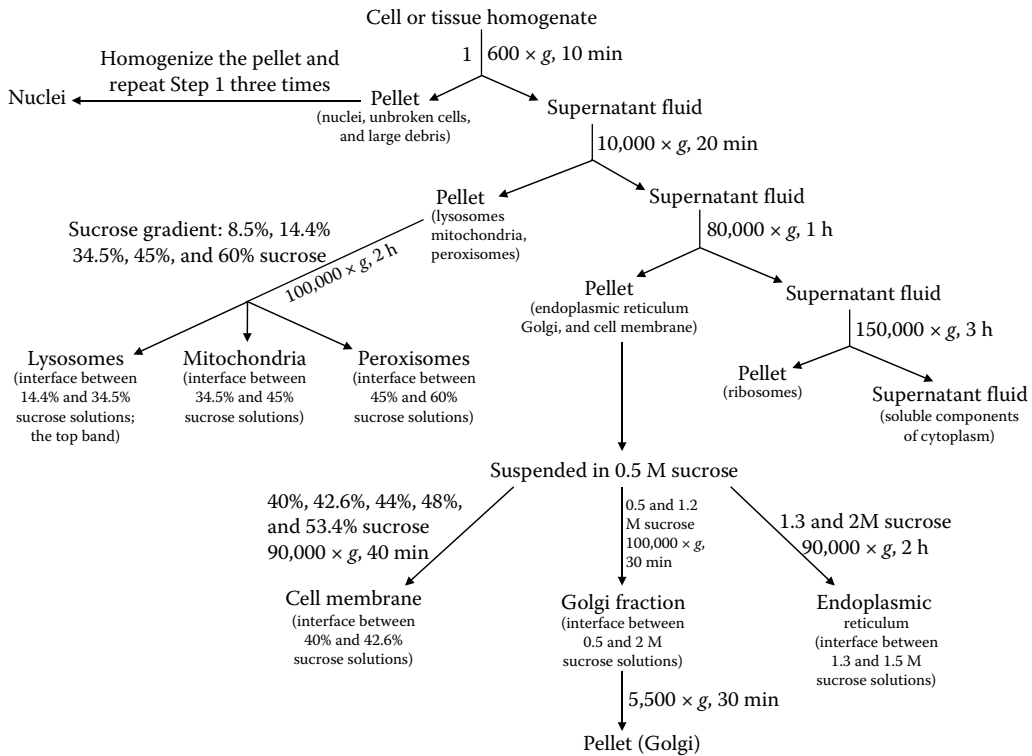 Cell or tissue homogenate
1
600 × g, 10 min
Homogenize the pellet and
repeat Step 1 three times
Nuclei
Pellet
(nuclei, unbroken cells,
and large debris)
Supernatant fluid
10,000 × g, 20 min
Pellet
(lysosomes
mitochondria,
peroxisomes)
Supernatant fluid
Sucrose gradient: 8.5%, 14.4%
34.5%, 45%, and 60% sucrose
100,000 × g, 2 h
80,000 × g, 1 h
Pellet
(endoplasmic reticulum
Golgi, and cell membrane)
Supernatant fluid
150,000 × g, 3 h
Lysosomes
(interface between
14.4% and 34.5%
sucrose solutions;
the top band)
Mitochondria
(interface between
34.5% and 45%
sucrose solutions)
Peroxisomes
(interface between
45% and 60%
sucrose solutions)
Pellet
(ribosomes)
Supernatant fluid
(soluble components
of cytoplasm)
Suspended in 0.5 M sucrose
40%, 42.6%, 44%, 48%,
and 53.4% sucrose
90,000 × g, 40 min
0.5 and 1.2
M sucrose
100,000 × g,
30 min
1.3 and 2M sucrose
90,000 × g, 2 h
Cell membrane
(interface between
40% and 42.6%
sucrose solutions)
Golgi fraction
(interface between
0.5 and 2 M
sucrose solutions)
Endoplasmic
reticulum
(interface between
1.3 and 1.5 M
sucrose solutions)
5,500 × g, 30 min
Pellet (Golgi)